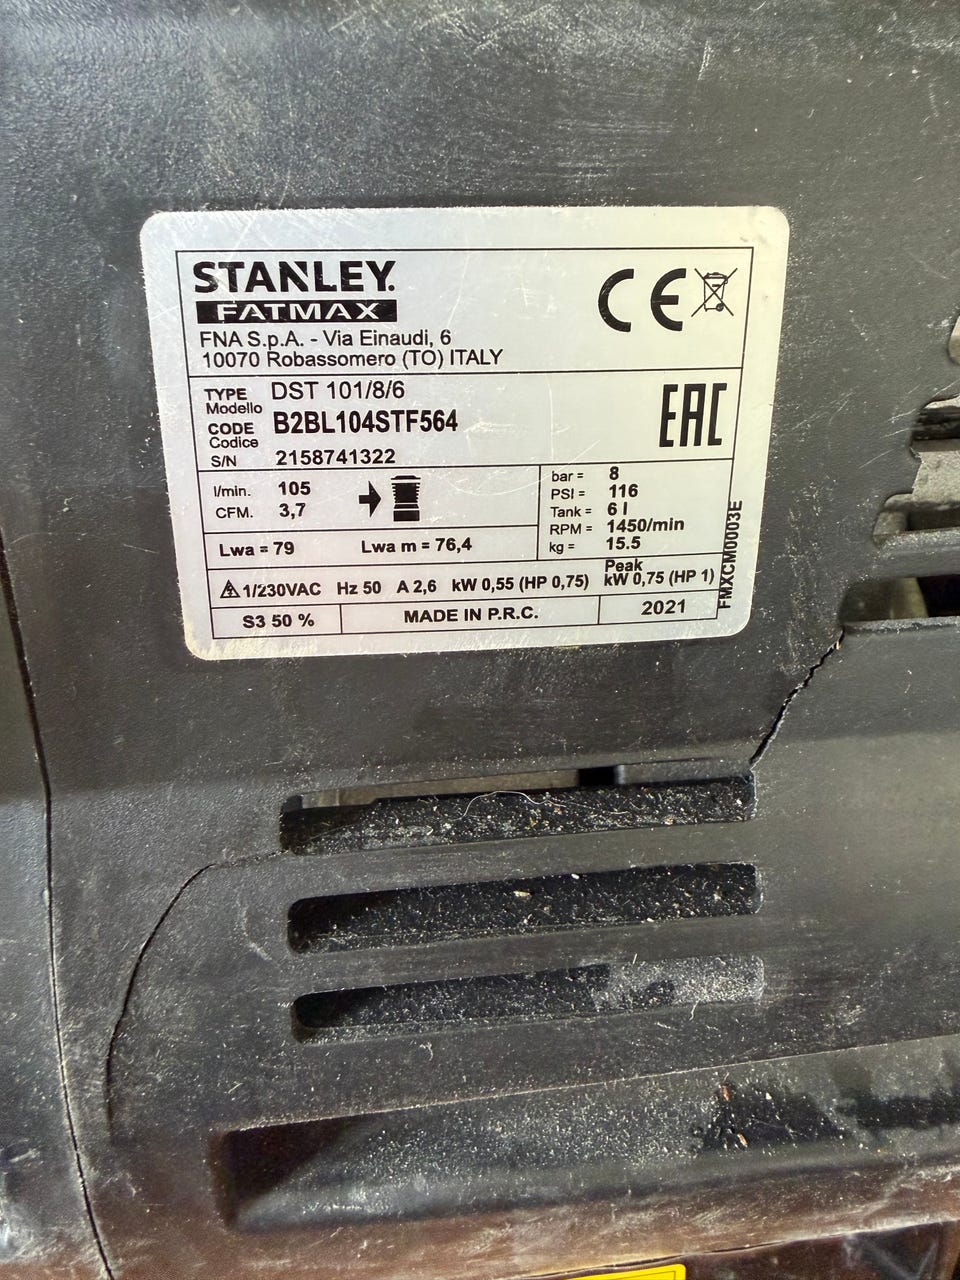 STANLEY.
FATMAX
CE
FNA S.p.A. - Via Einaudi, 6
10070 Robassomero (TO) ITALY
TYPE DST 101/8/6
Modello
CODE B2BL104STF564
Codice
S/N 2158741322
EAC
l/min. 105
CFM. 3,7
bar = 8
PSI = 116
Tank = 6 l
RPM = 1450/min
kg = 15.5
Lwa = 79 Lwa m = 76,4
1/230VAC Hz 50 A 2,6 kW 0,55 (HP 0,75) Peak
kW 0,75 (HP 1)
S3 50 % MADE IN P.R.C. 2021
FMXCM0003E